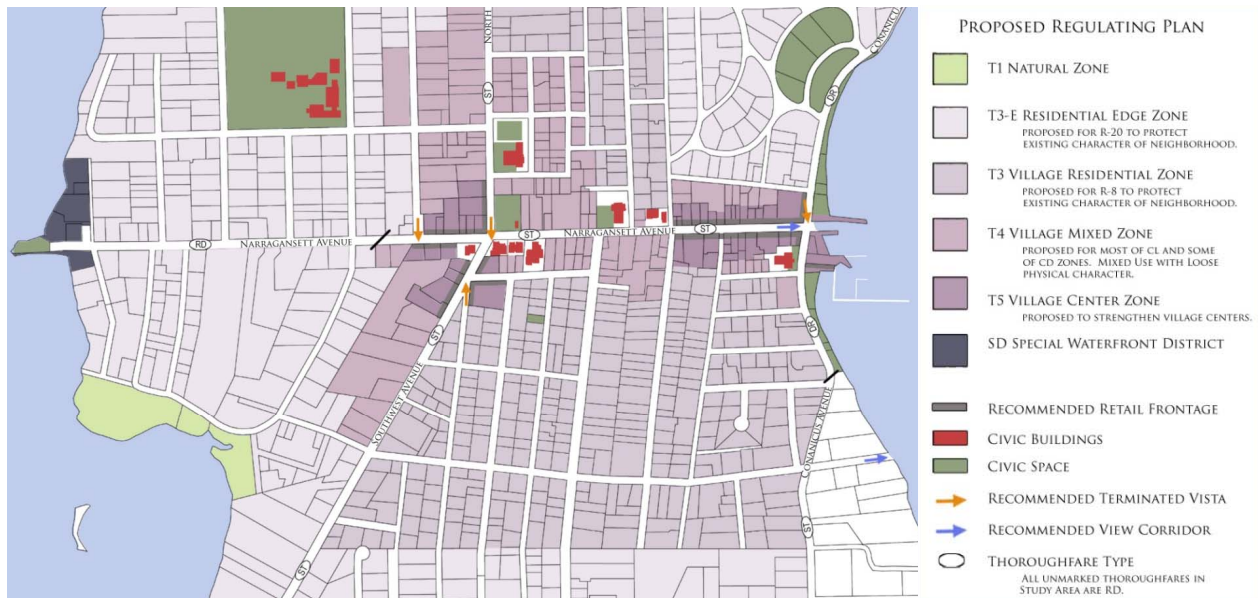 CONANICU
NORTH
ST
DR
NARRAGANSETT AVENUE
RD
NARRAGANSETT AVENUE
ST
ST
ST
DR
SOUTHWEST AVENUE
CONANICUS AVENUE
ST
ST
PROPOSED REGULATING PLAN
T1 NATURAL ZONE
T3-E RESIDENTIAL EDGE ZONE
PROPOSED FOR R-20 TO PROTECT
EXISTING CHARACTER OF NEIGHBORHOOD.
T3 VILLAGE RESIDENTIAL ZONE
PROPOSED FOR R-8 TO PROTECT
EXISTING CHARACTER OF NEIGHBORHOOD.
T4 VILLAGE MIXED ZONE
PROPOSED FOR MOST OF CL AND SOME
OF CD ZONES. MIXED USE WITH LOOSE
PHYSICAL CHARACTER.
T5 VILLAGE CENTER ZONE
PROPOSED TO STRENGTHEN VILLAGE CENTERS.
SD SPECIAL WATERFRONT DISTRICT
RECOMMENDED RETAIL FRONTAGE
CIVIC BUILDINGS
CIVIC SPACE
RECOMMENDED TERMINATED VISTA
RECOMMENDED VIEW CORRIDOR
THOROUGHFARE TYPE
ALL UNMARKED THOROUGHFARES IN
STUDY AREA ARE RD.